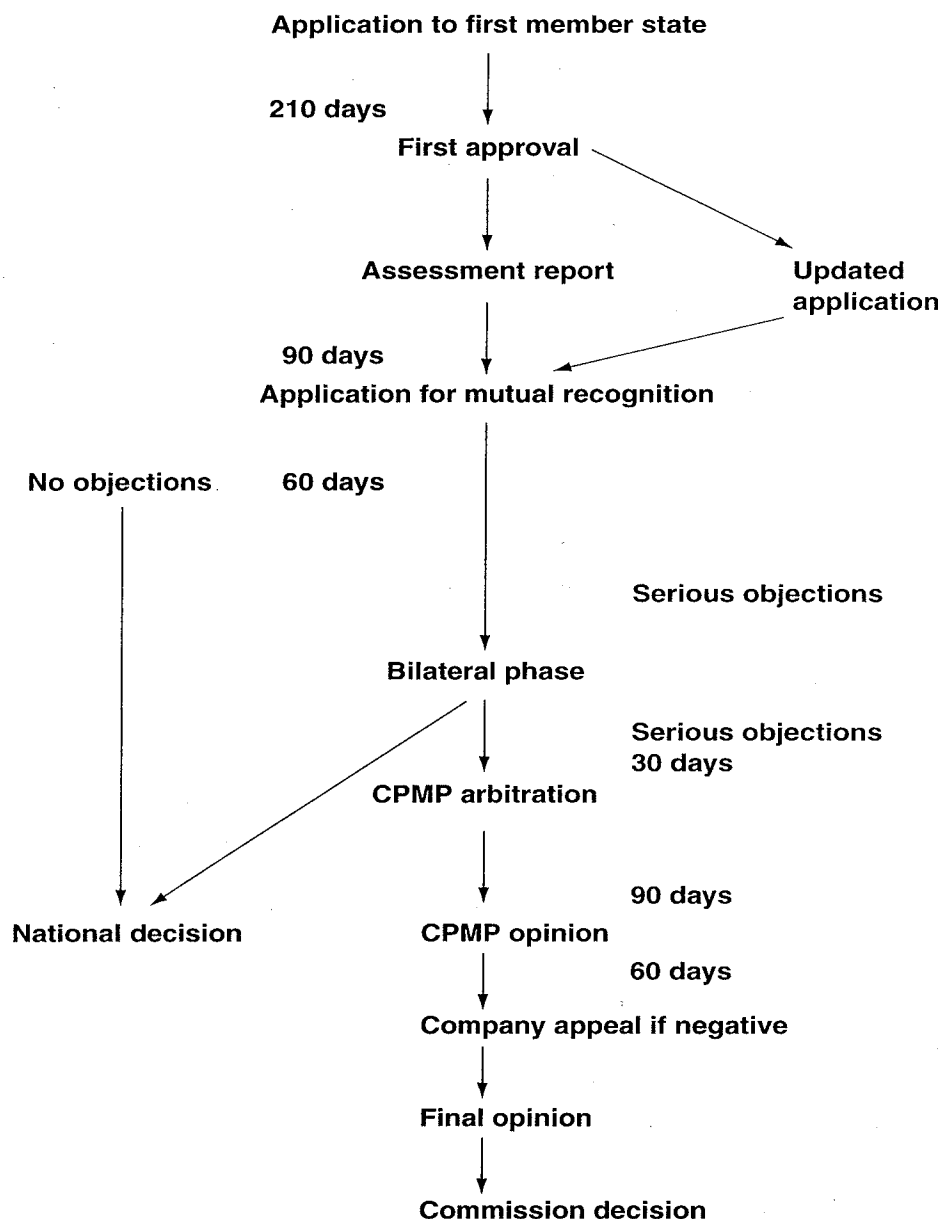 Application to first member state
210 days
First approval
Assessment report
Updated
application
90 days
Application for mutual recognition
No objections
60 days
Serious objections
Bilateral phase
Serious objections
30 days
CPMP arbitration
90 days
National decision
CPMP opinion
60 days
Company appeal if negative
Final opinion
Commission decision